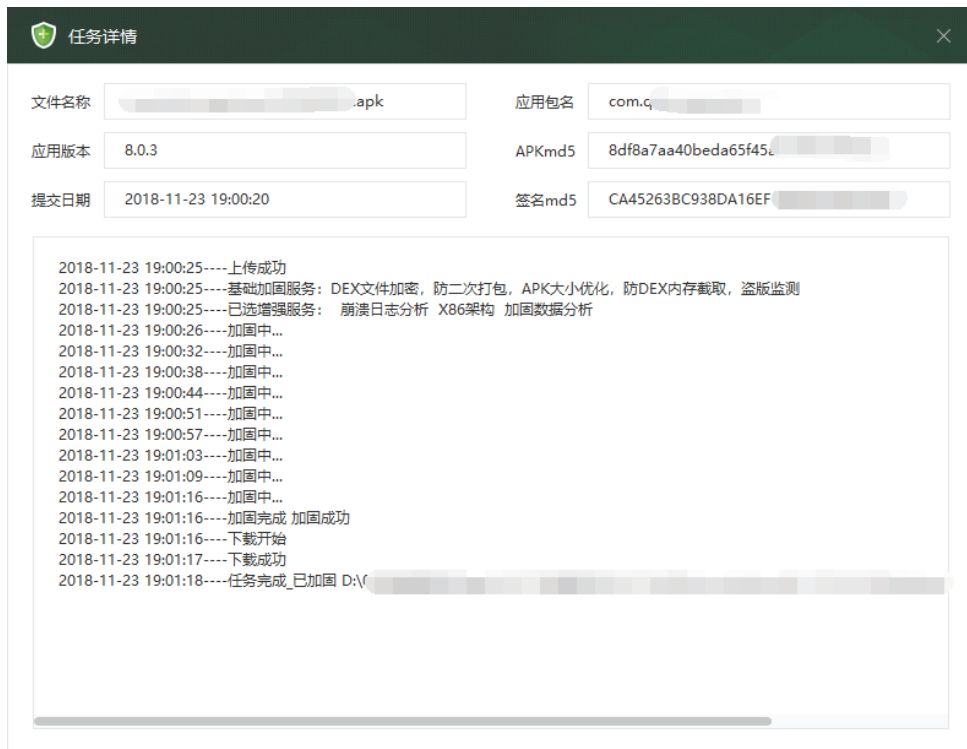 任务详情
文件名称 .apk 应用包名 com.q
应用版本 8.0.3 APKmd5 8df8a7aa40beda65f45a
提交日期 2018-11-23 19:00:20 签名md5 CA45263BC938DA16EF
2018-11-23 19:00:25----上传成功
2018-11-23 19:00:25----基础加固服务：DEX文件加密，防二次打包，APK大小优化，防DEX内存截取，盗版监测
2018-11-23 19:00:25----已选增强服务： 崩溃日志分析 X86架构 加固数据分析
2018-11-23 19:00:26----加固中...
2018-11-23 19:00:32----加固中...
2018-11-23 19:00:38----加固中...
2018-11-23 19:00:44----加固中...
2018-11-23 19:00:51----加固中...
2018-11-23 19:00:57----加固中...
2018-11-23 19:01:03----加固中...
2018-11-23 19:01:09----加固中...
2018-11-23 19:01:16----加固中...
2018-11-23 19:01:16----加固完成 加固成功
2018-11-23 19:01:16----下载开始
2018-11-23 19:01:17----下载成功
2018-11-23 19:01:18----任务完成_已加固 D:\